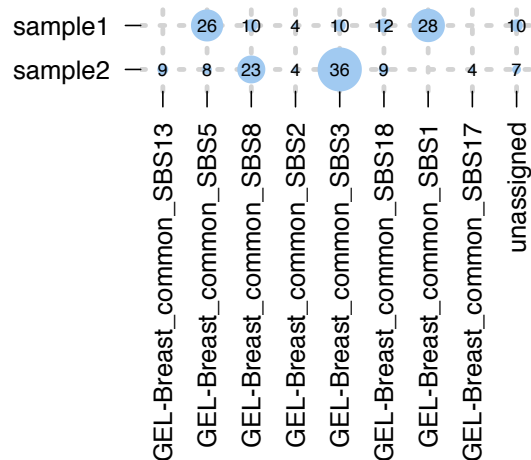 sample1 26 10 4 10 12 28 10
sample2 9 8 23 4 36 9 4 7
GEL-Breast_common_SBS13
GEL-Breast_common_SBS5
GEL-Breast_common_SBS8
GEL-Breast_common_SBS2
GEL-Breast_common_SBS3
GEL-Breast_common_SBS18
GEL-Breast_common_SBS1
GEL-Breast_common_SBS17
unassigned